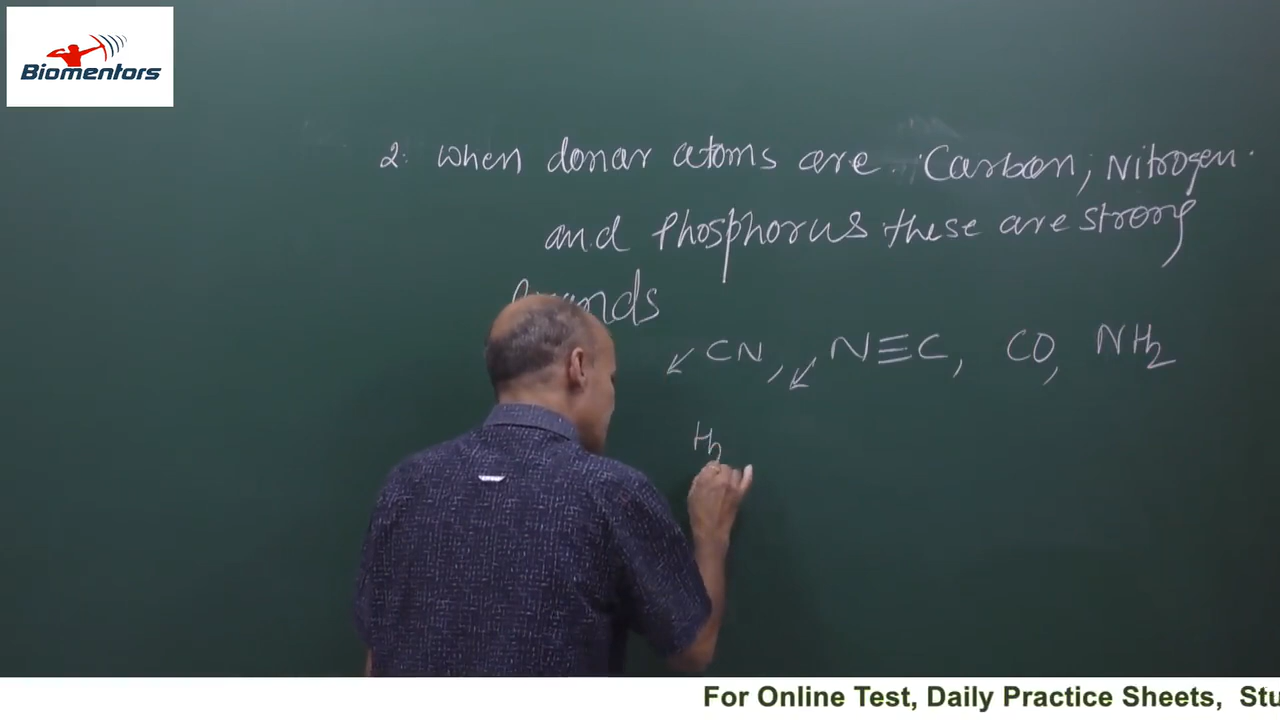 Biomentors
2. when donar atoms are Carbon, Nitrogen.
and Phosphorus these are strong
CN, N≡C, CO, NH2
H2
For Online Test, Daily Practice Sheets, Stu